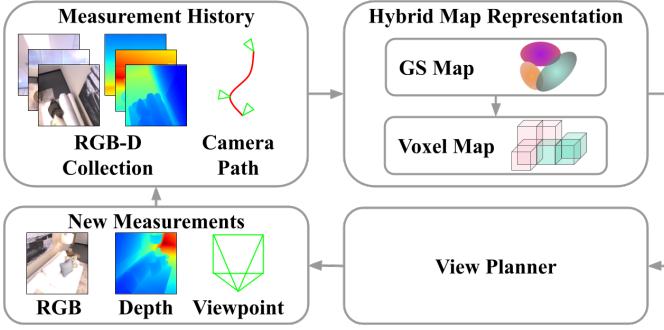 Measurement History
RGB-D
Collection
Camera
Path
Hybrid Map Representation
GS Map
Voxel Map
New Measurements
RGB
Depth
Viewpoint
View Planner